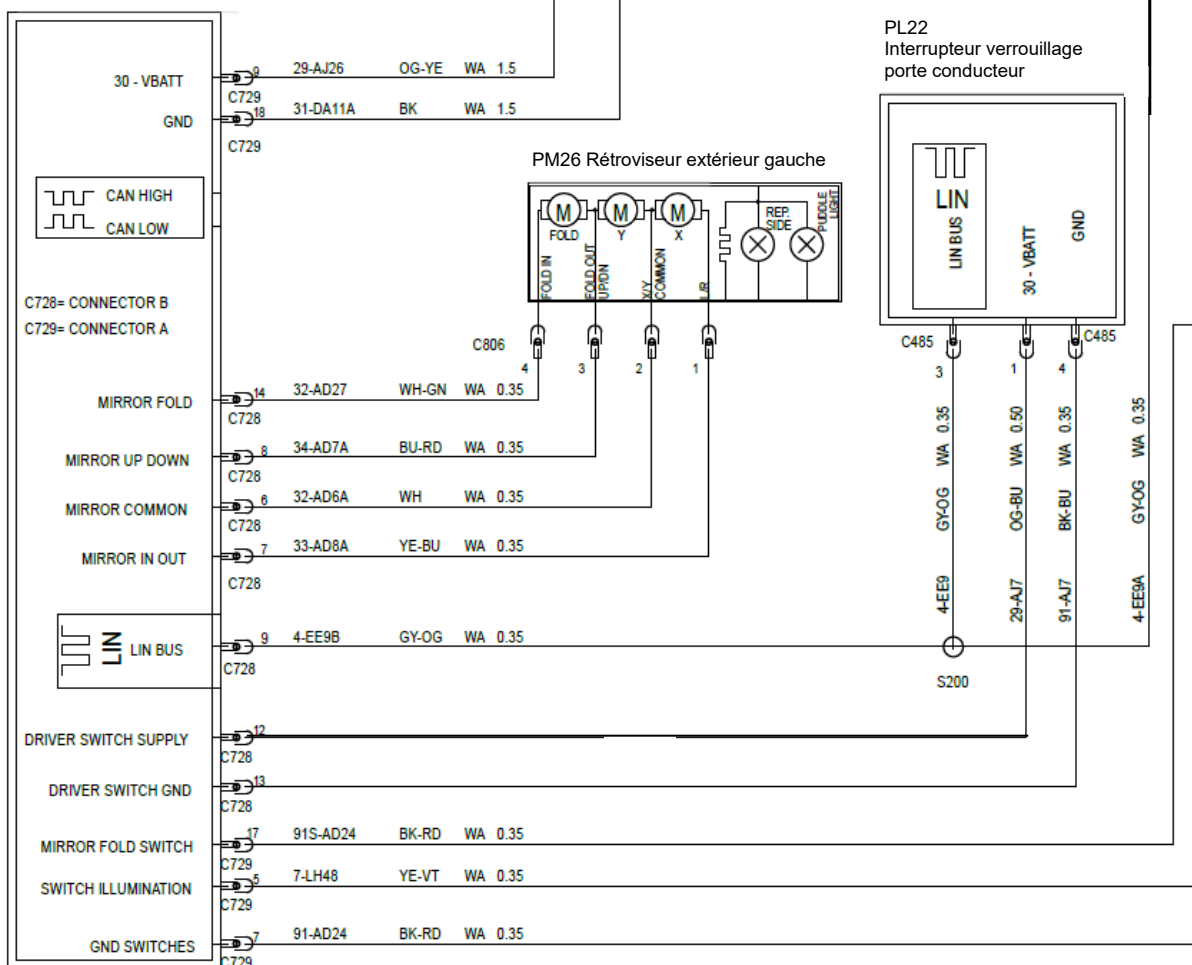 PL22
Interrupteur verrouillage
porte conducteur
30 - VBATT
9
29-AJ26 OG-YE WA 1.5
C729
GND
18
31-DA11A BK WA 1.5
C729
CAN HIGH
CAN LOW
C728= CONNECTOR B
C729= CONNECTOR A
PM26 Rétroviseur extérieur gauche
M M M
FOLD Y X
REP.
SIDE
PUDDLE
LIGHT
FOLD IN
FOLD OUT
UP/DN
X/Y
COMMON
L/R
C806
4 3 2 1
LIN
LIN BUS
30 - VBATT
GND
C485 C485
3 1 4
MIRROR FOLD
14
32-AD27 WH-GN WA 0.35
C728
MIRROR UP DOWN
8
34-AD7A BU-RD WA 0.35
C728
MIRROR COMMON
6
32-AD6A WH WA 0.35
C728
MIRROR IN OUT
7
33-AD8A YE-BU WA 0.35
C728
4-EE9 GY-OG WA 0.35
29-AJ7 OG-BU WA 0.50
91-AJ7 BK-BU WA 0.35
4-EE9A GY-OG WA 0.35
LIN
LIN BUS
9
4-EE9B GY-OG WA 0.35
C728
S200
DRIVER SWITCH SUPPLY
12
C728
DRIVER SWITCH GND
13
C728
MIRROR FOLD SWITCH
17
91S-AD24 BK-RD WA 0.35
C729
SWITCH ILLUMINATION
5
7-LH48 YE-VT WA 0.35
C729
GND SWITCHES
7
91-AD24 BK-RD WA 0.35
C729